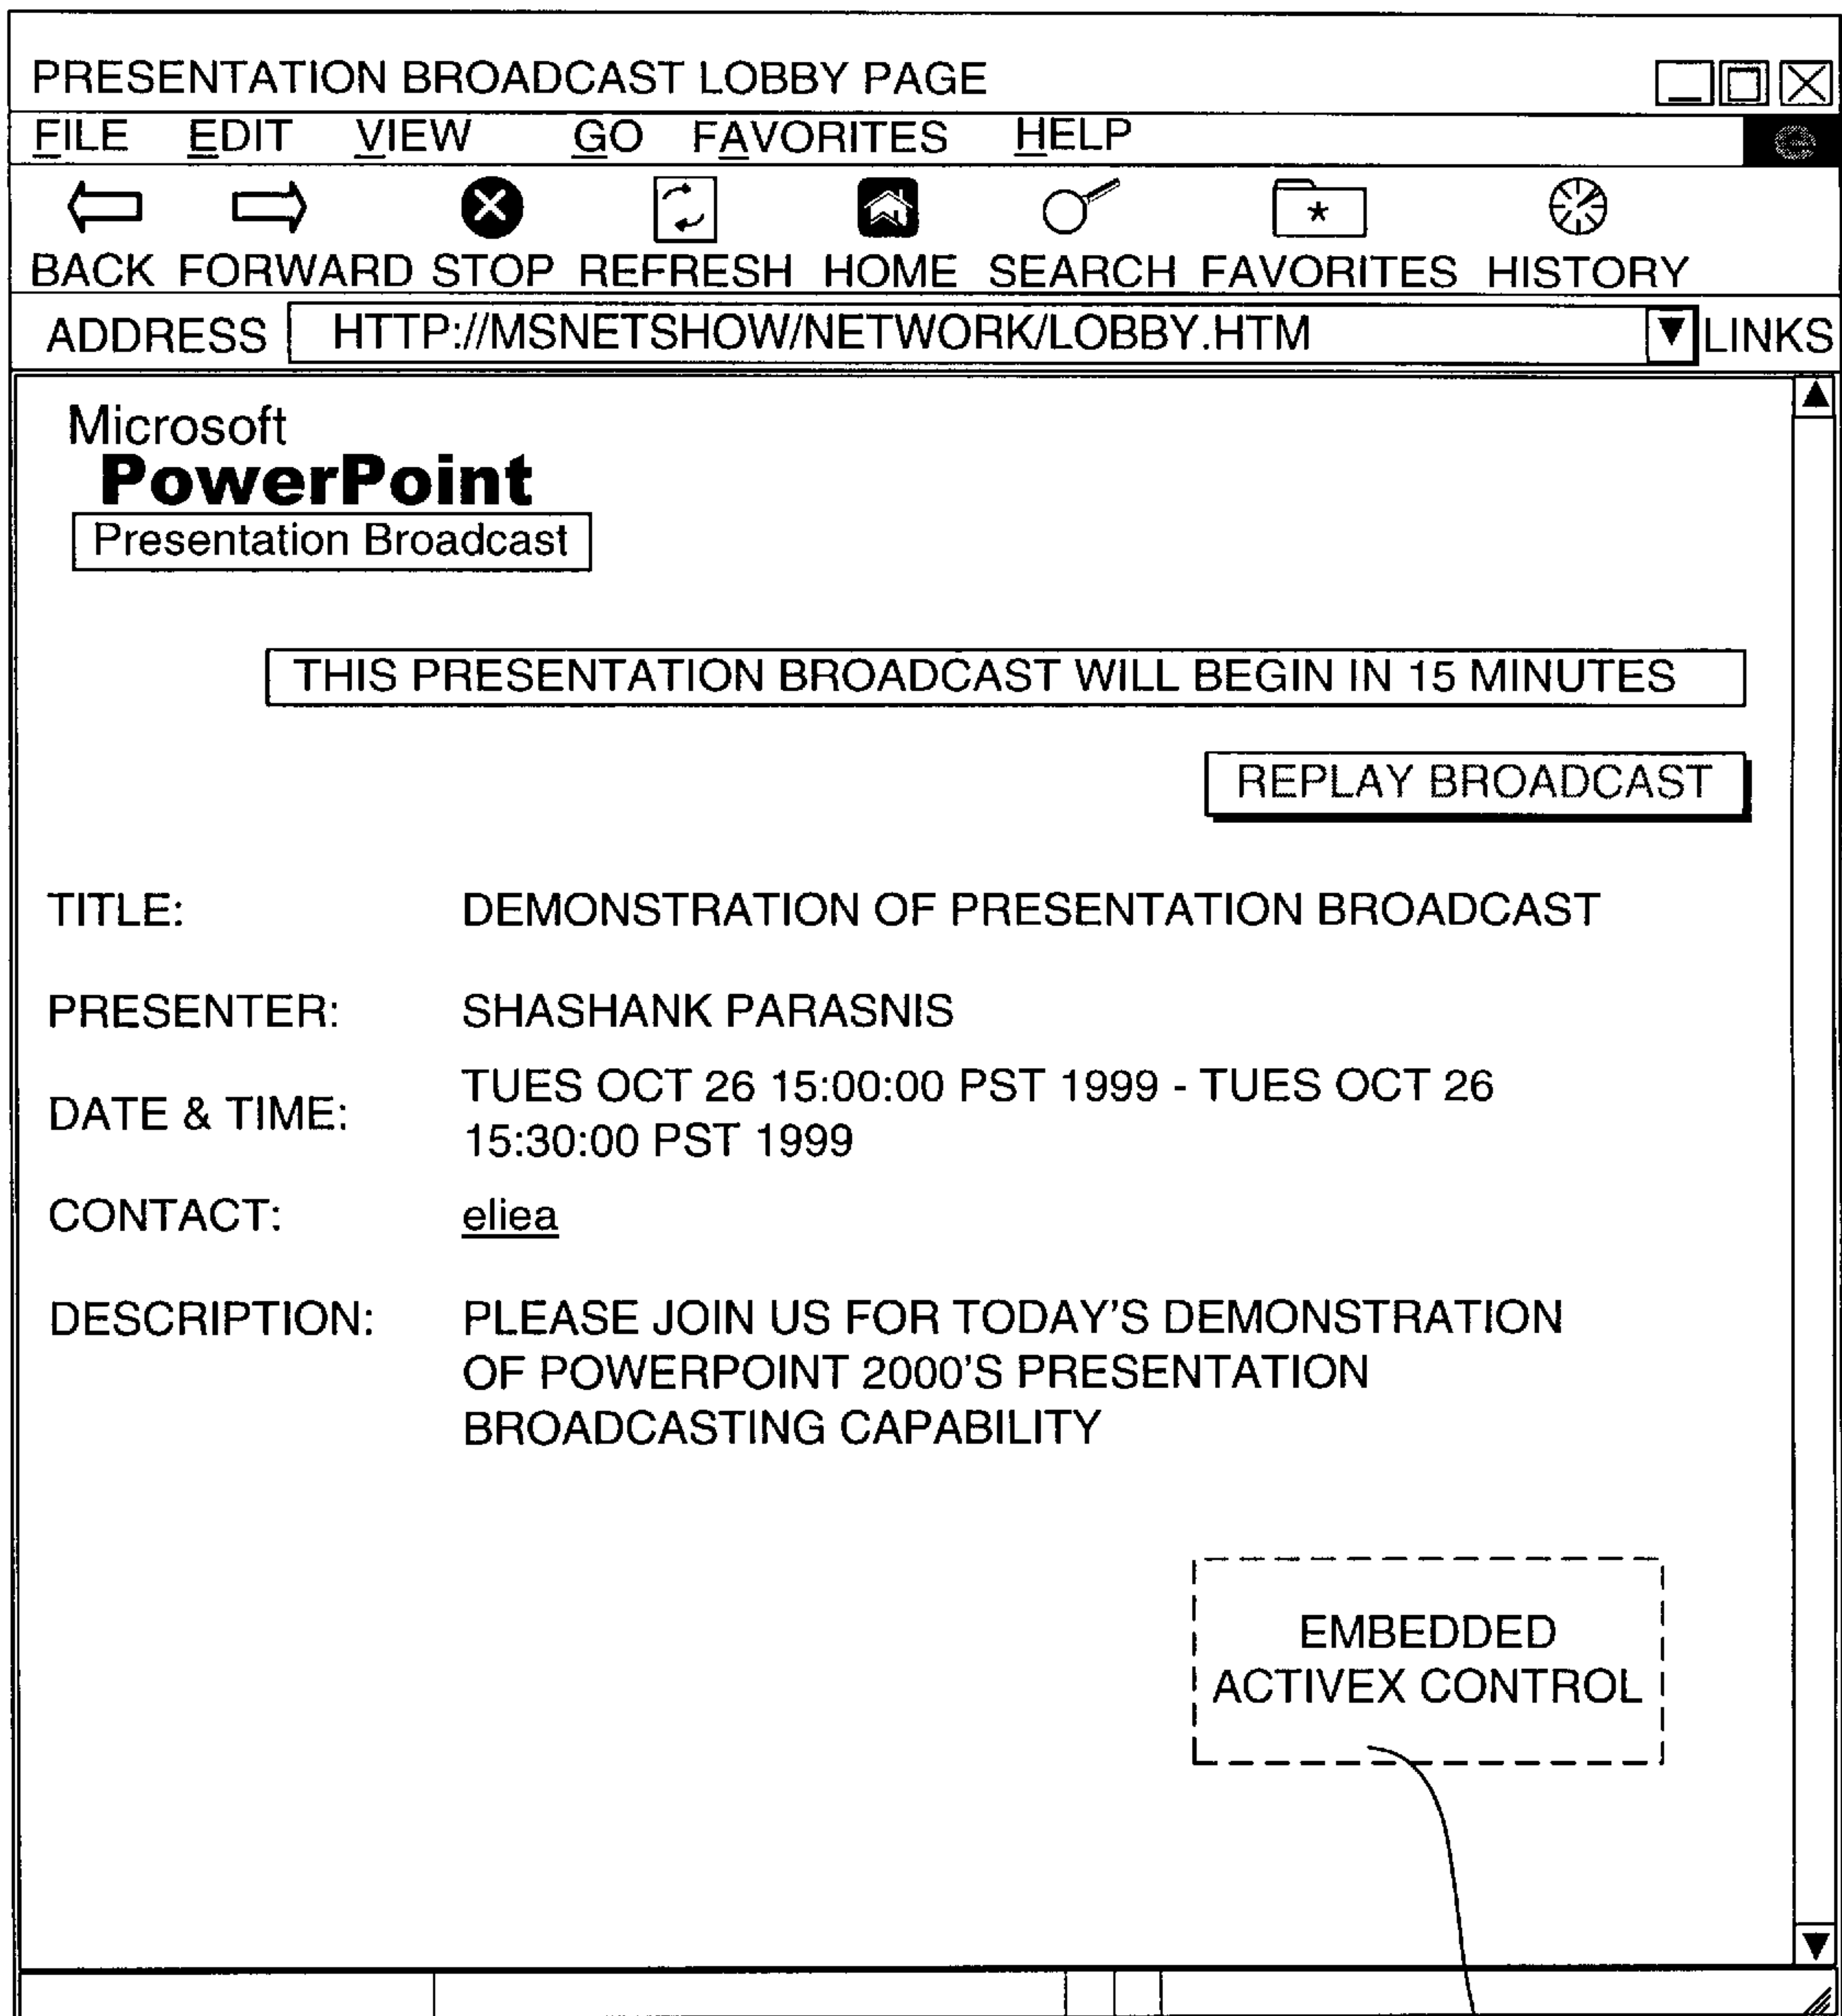 PRESENTATION BROADCAST LOBBY PAGE
FILE EDIT VIEW GO FAVORITES HELP
e
BACK FORWARD STOP REFRESH HOME SEARCH FAVORITES HISTORY
ADDRESS HTTP://MSNETSHOW/NETWORK/LOBBY.HTM LINKS
Microsoft
PowerPoint
Presentation Broadcast
THIS PRESENTATION BROADCAST WILL BEGIN IN 15 MINUTES
REPLAY BROADCAST
TITLE: DEMONSTRATION OF PRESENTATION BROADCAST
PRESENTER: SHASHANK PARASNIS
DATE & TIME: TUES OCT 26 15:00:00 PST 1999 - TUES OCT 26
15:30:00 PST 1999
CONTACT: eliea
DESCRIPTION: PLEASE JOIN US FOR TODAY'S DEMONSTRATION
OF POWERPOINT 2000'S PRESENTATION
BROADCASTING CAPABILITY
EMBEDDED
ACTIVEX CONTROL